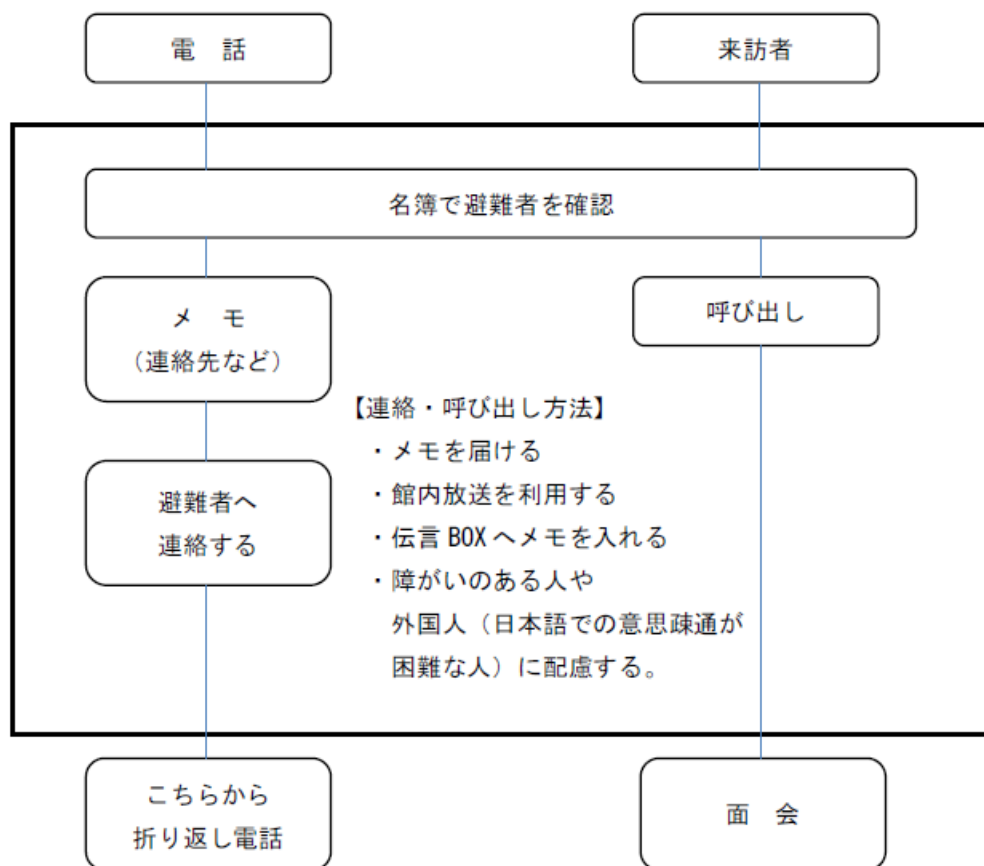 電　話
来訪者
名簿で避難者を確認
メ　モ
（連絡先など）
呼び出し
【連絡・呼び出し方法】
・メモを届ける
・館内放送を利用する
・伝言 BOX へメモを入れる
・障がいのある人や
外国人（日本語での意思疎通が
困難な人）に配慮する。
避難者へ
連絡する
こちらから
折り返し電話
面　会